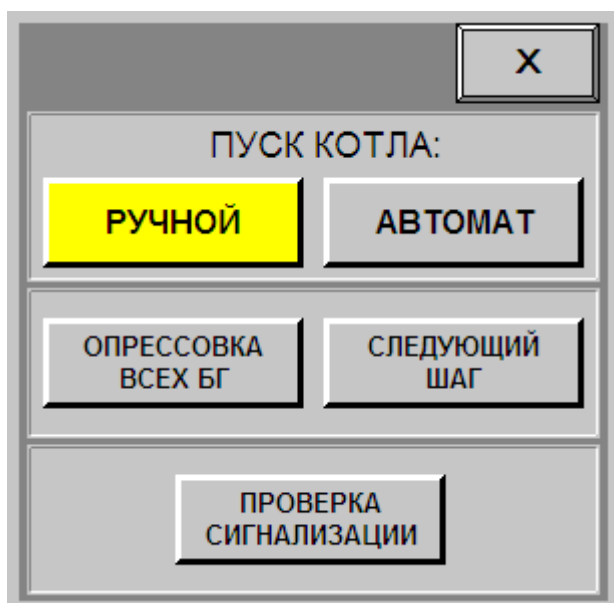 X
ПУСК КОТЛА:
РУЧНОЙ
АВТОМАТ
ОПРЕССОВКА
ВСЕХ БГ
СЛЕДУЮЩИЙ
ШАГ
ПРОВЕРКА
СИГНАЛИЗАЦИИ